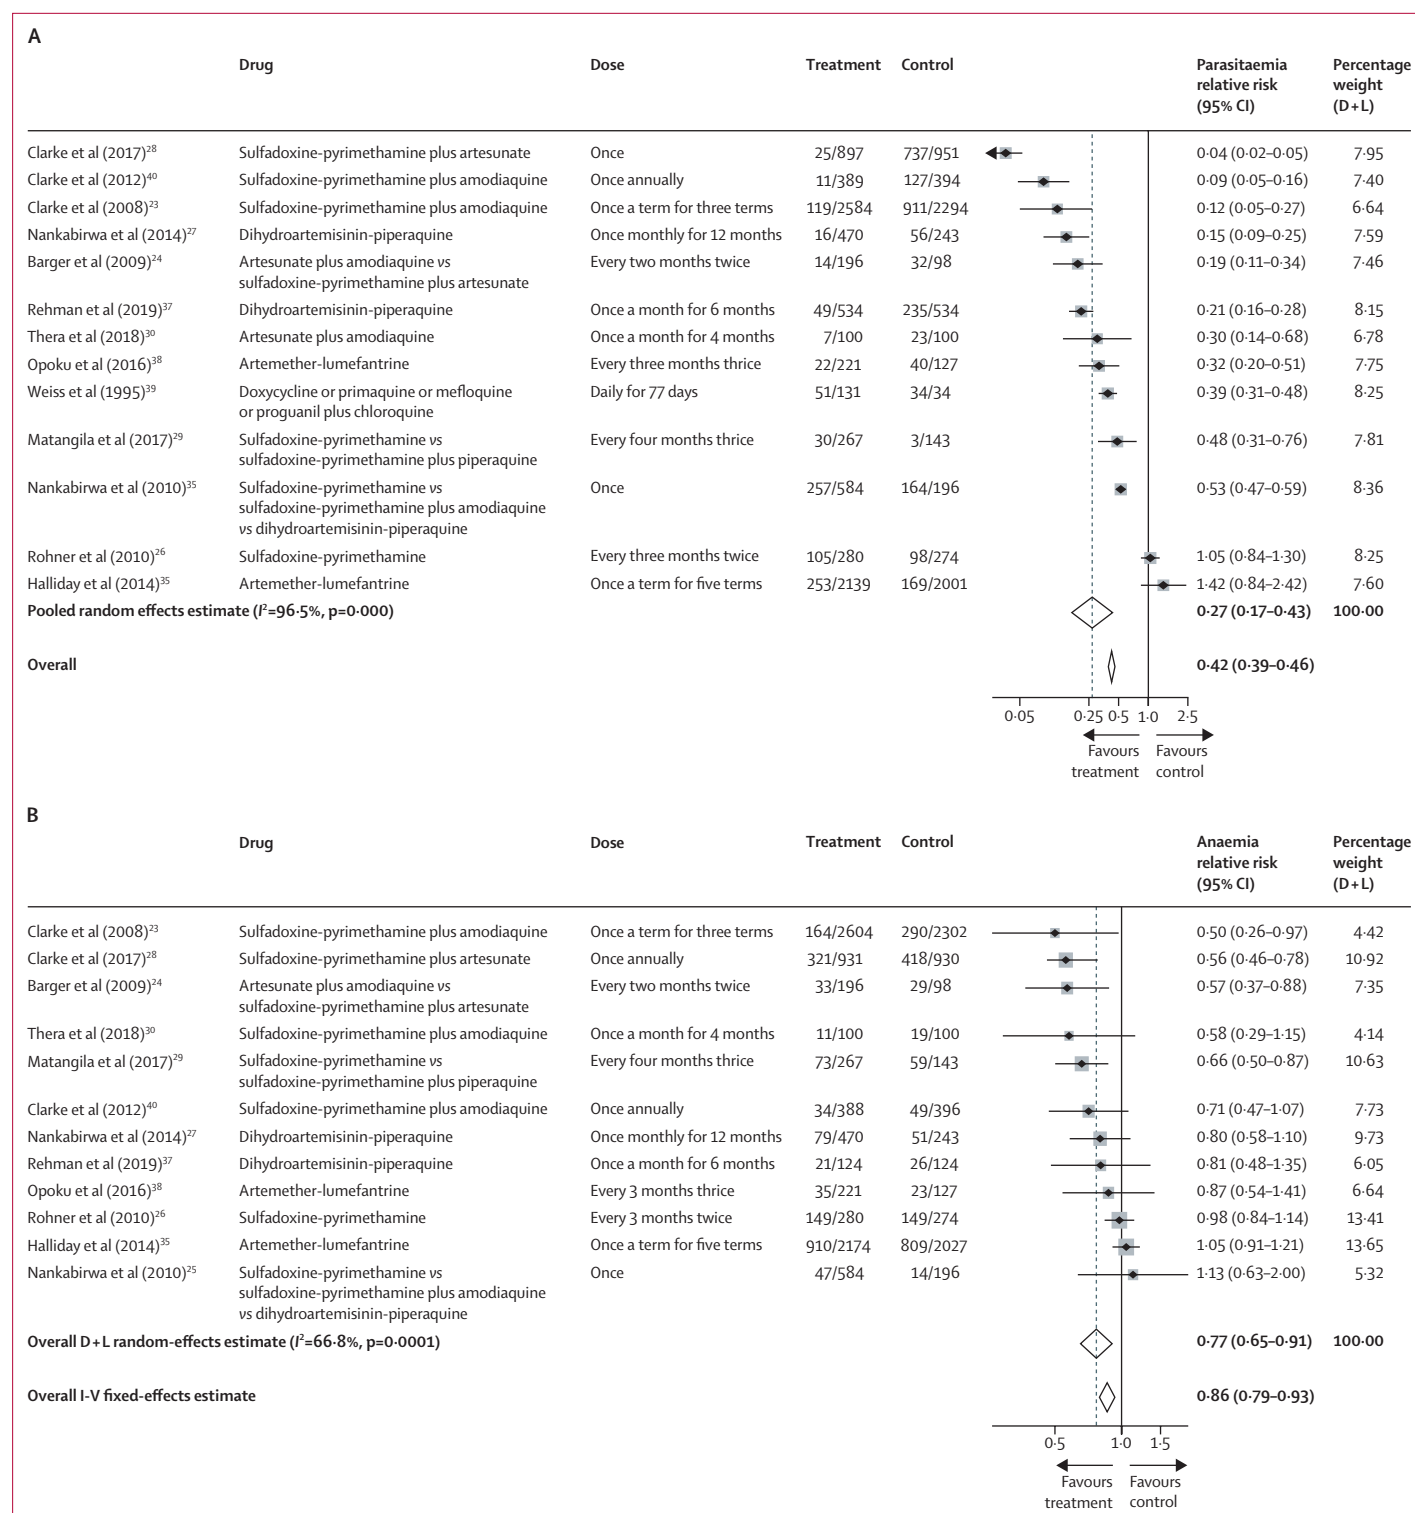 A
Drug Dose Treatment Control Parasitaemia Percentage
relative risk weight
(95% CI) (D+L)
Clarke et al (2017)28 Sulfadoxine-pyrimethamine plus artesunate Once 25/897 737/951 0·04 (0·02–0·05) 7·95
Clarke et al (2012)40 Sulfadoxine-pyrimethamine plus amodiaquine Once annually 11/389 127/394 0·09 (0·05–0·16) 7·40
Clarke et al (2008)23 Sulfadoxine-pyrimethamine plus amodiaquine Once a term for three terms 119/2584 911/2294 0·12 (0·05–0·27) 6·64
Nankabirwa et al (2014)27 Dihydroartemisinin-piperaquine Once monthly for 12 months 16/470 56/243 0·15 (0·09–0·25) 7·59
Barger et al (2009)24 Artesunate plus amodiaquine vs Every two months twice 14/196 32/98 0·19 (0·11–0·34) 7·46
sulfadoxine-pyrimethamine plus artesunate
Rehman et al (2019)37 Dihydroartemisinin-piperaquine Once a month for 6 months 49/534 235/534 0·21 (0·16–0·28) 8·15
Thera et al (2018)30 Artesunate plus amodiaquine Once a month for 4 months 7/100 23/100 0·30 (0·14–0·68) 6·78
Opoku et al (2016)38 Artemether-lumefantrine Every three months thrice 22/221 40/127 0·32 (0·20–0·51) 7·75
Weiss et al (1995)39 Doxycycline or primaquine or mefloquine Daily for 77 days 51/131 34/34 0·39 (0·31–0·48) 8·25
or proguanil plus chloroquine
Matangila et al (2017)29 Sulfadoxine-pyrimethamine vs Every four months thrice 30/267 3/143 0·48 (0·31–0·76) 7·81
sulfadoxine-pyrimethamine plus piperaquine
Nankabirwa et al (2010)35 Sulfadoxine-pyrimethamine vs Once 257/584 164/196 0·53 (0·47–0·59) 8·36
sulfadoxine-pyrimethamine plus amodiaquine
vs dihydroartemisinin-piperaquine
Rohner et al (2010)26 Sulfadoxine-pyrimethamine Every three months twice 105/280 98/274 1·05 (0·84–1·30) 8·25
Halliday et al (2014)35 Artemether-lumefantrine Once a term for five terms 253/2139 169/2001 1·42 (0·84–2·42) 7·60
Pooled random effects estimate (I2=96·5%, p=0·000) 0·27 (0·17–0·43) 100·00
Overall 0·42 (0·39–0·46)
0·05 0·25 0·5 1·0 2·5
Favours Favours
treatment control
B
Drug Dose Treatment Control Anaemia Percentage
relative risk weight
(95% CI) (D+L)
Clarke et al (2008)23 Sulfadoxine-pyrimethamine plus amodiaquine Once a term for three terms 164/2604 290/2302 0·50 (0·26–0·97) 4·42
Clarke et al (2017)28 Sulfadoxine-pyrimethamine plus artesunate Once annually 321/931 418/930 0·56 (0·46–0·78) 10·92
Barger et al (2009)24 Artesunate plus amodiaquine vs Every two months twice 33/196 29/98 0·57 (0·37–0·88) 7·35
sulfadoxine-pyrimethamine plus artesunate
Thera et al (2018)30 Sulfadoxine-pyrimethamine plus amodiaquine Once a month for 4 months 11/100 19/100 0·58 (0·29–1·15) 4·14
Matangila et al (2017)29 Sulfadoxine-pyrimethamine vs Every four months thrice 73/267 59/143 0·66 (0·50–0·87) 10·63
sulfadoxine-pyrimethamine plus piperaquine
Clarke et al (2012)40 Sulfadoxine-pyrimethamine plus amodiaquine Once annually 34/388 49/396 0·71 (0·47–1·07) 7·73
Nankabirwa et al (2014)27 Dihydroartemisinin-piperaquine Once monthly for 12 months 79/470 51/243 0·80 (0·58–1·10) 9·73
Rehman et al (2019)37 Dihydroartemisinin-piperaquine Once a month for 6 months 21/124 26/124 0·81 (0·48–1·35) 6·05
Opoku et al (2016)38 Artemether-lumefantrine Every 3 months thrice 35/221 23/127 0·87 (0·54–1·41) 6·64
Rohner et al (2010)26 Sulfadoxine-pyrimethamine Every 3 months twice 149/280 149/274 0·98 (0·84–1·14) 13·41
Halliday et al (2014)35 Artemether-lumefantrine Once a term for five terms 910/2174 809/2027 1·05 (0·91–1·21) 13·65
Nankabirwa et al (2010)25 Sulfadoxine-pyrimethamine vs Once 47/584 14/196 1·13 (0·63–2·00) 5·32
sulfadoxine-pyrimethamine plus amodiaquine
vs dihydroartemisinin-piperaquine
Overall D+L random-effects estimate (I2=66·8%, p=0·0001) 0·77 (0·65–0·91) 100·00
Overall I-V fixed-effects estimate 0·86 (0·79–0·93)
0·5 1·0 1·5
Favours Favours
treatment control